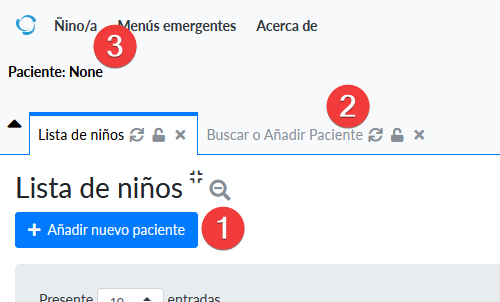 Ñino/a Menús emergentes Acerca de
3
Paciente: None
2
Lista de niños Buscar o Añadir Paciente
Lista de niños
+ Añadir nuevo paciente 1
Presente 10 entradas